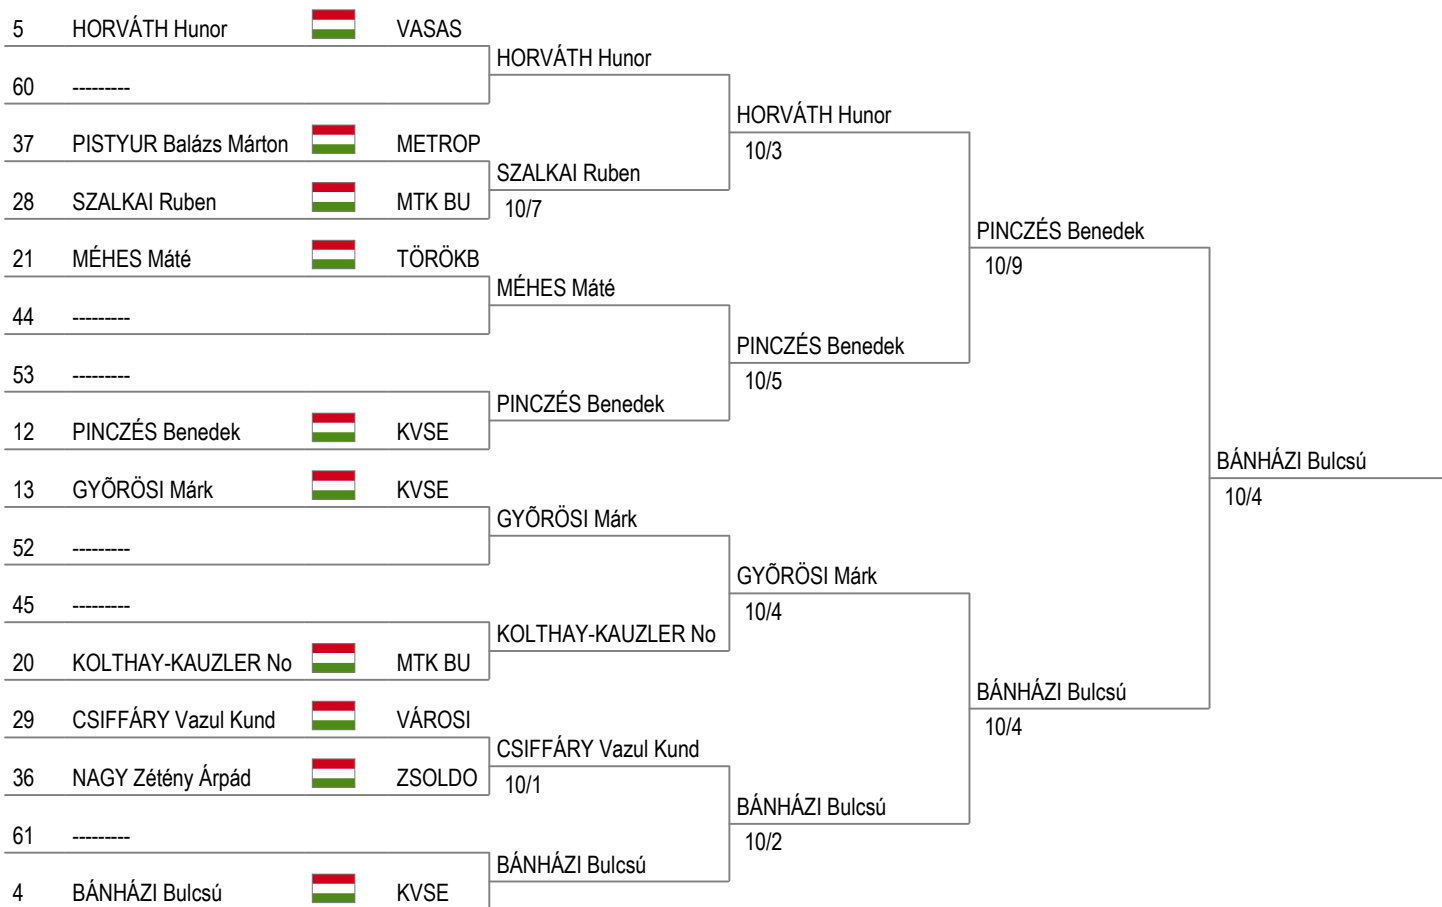 5 HORVÁTH Hunor VASAS
HORVÁTH Hunor
60 ---------
HORVÁTH Hunor
10/3
37 PISTYUR Balázs Márton METROP
SZALKAI Ruben
10/7
28 SZALKAI Ruben MTK BU
PINCZÉS Benedek
10/9
21 MÉHES Máté TÖRÖKB
MÉHES Máté
44 ---------
PINCZÉS Benedek
10/5
53 ---------
PINCZÉS Benedek
12 PINCZÉS Benedek KVSE
BÁNHÁZI Bulcsú
10/4
13 GYÕRÖSI Márk KVSE
GYÕRÖSI Márk
52 ---------
GYÕRÖSI Márk
10/4
45 ---------
KOLTHAY-KAUZLER No
20 KOLTHAY-KAUZLER No MTK BU
BÁNHÁZI Bulcsú
10/4
29 CSIFFÁRY Vazul Kund VÁROSI
CSIFFÁRY Vazul Kund
10/1
36 NAGY Zétény Árpád ZSOLDO
BÁNHÁZI Bulcsú
10/2
61 ---------
BÁNHÁZI Bulcsú
4 BÁNHÁZI Bulcsú KVSE